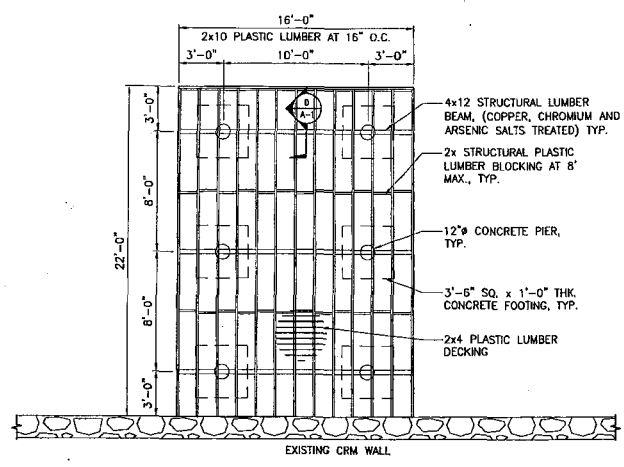 16'-0"
2x10 PLASTIC LUMBER AT 16" O.C.
3'-0" 10'-0" 3'-0"
D
A-1
3'-0"
8'-0"
22'-0"
8'-0"
3'-0"
4x12 STRUCTURAL LUMBER
BEAM, (COPPER, CHROMIUM AND
ARSENIC SALTS TREATED) TYP.
2x STRUCTURAL PLASTIC
LUMBER BLOCKING AT 8'
MAX., TYP.
12"ø CONCRETE PIER,
TYP.
3'-6" SQ. x 1'-0" THK.
CONCRETE FOOTING, TYP.
2x4 PLASTIC LUMBER
DECKING
EXISTING CRM WALL